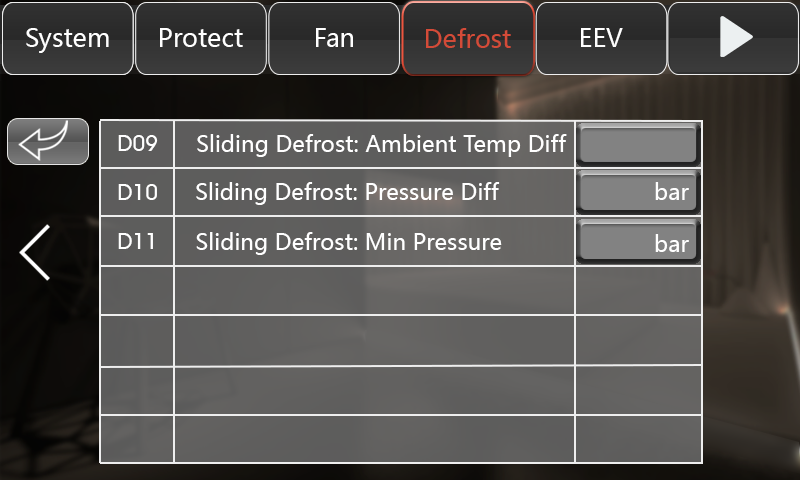 System Protect Fan Defrost EEV
D09 Sliding Defrost: Ambient Temp Diff
D10 Sliding Defrost: Pressure Diff bar
D11 Sliding Defrost: Min Pressure bar